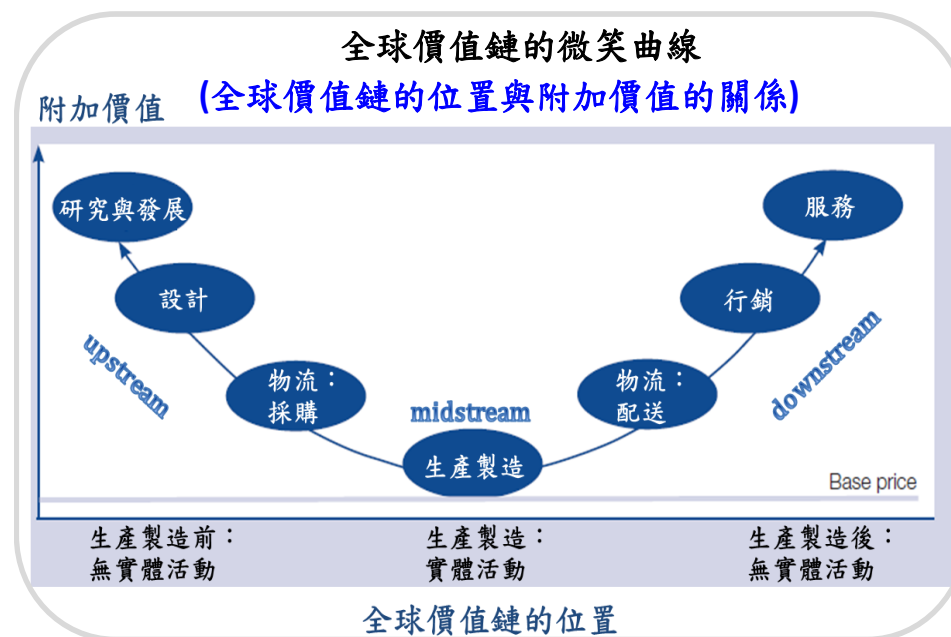 全球價值鏈的微笑曲線
(全球價值鏈的位置與附加價值的關係)
附加價值
研究與發展
服務
設計
行銷
upstream
downstream
物流：
採購
midstream
物流：
配送
生產製造
Base price
生產製造前：
無實體活動
生產製造：
實體活動
生產製造後：
無實體活動
全球價值鏈的位置